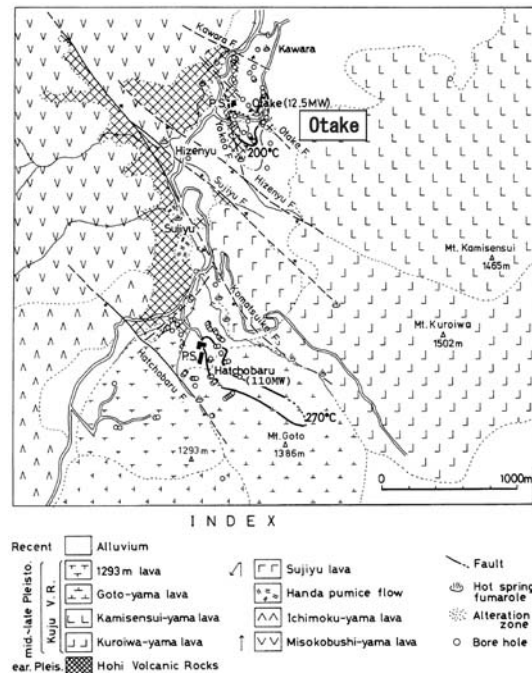 Kawara F.
Kawara
P.S.
Otake(12.5MW)
Otake
Otake F.
Yokoo F.
200°C
Hizenyu
Hizenyu F.
Sujiyu F.
Sujiyu
Mt. Kamisensui
1465m
Komatsuike F.
Mt. Kuroiwa
1502m
P.S.
Hatchobaru
(110MW)
Hatchobaru F.
270°C
Mt. Goto
1386m
1293m
0 1000m
INDEX
Recent Alluvium
mid.~late Pleisto.
Kuju V. R.
1293m lava
Goto-yama lava
Kamisensui-yama lava
Kuroiwa-yama lava
ear. Pleis. Hohi Volcanic Rocks
Sujiyu lava
Handa pumice flow
Ichimoku-yama lava
Misokobushi-yama lava
Fault
Hot spring
fumarole
Alteration
zone
Bore hole